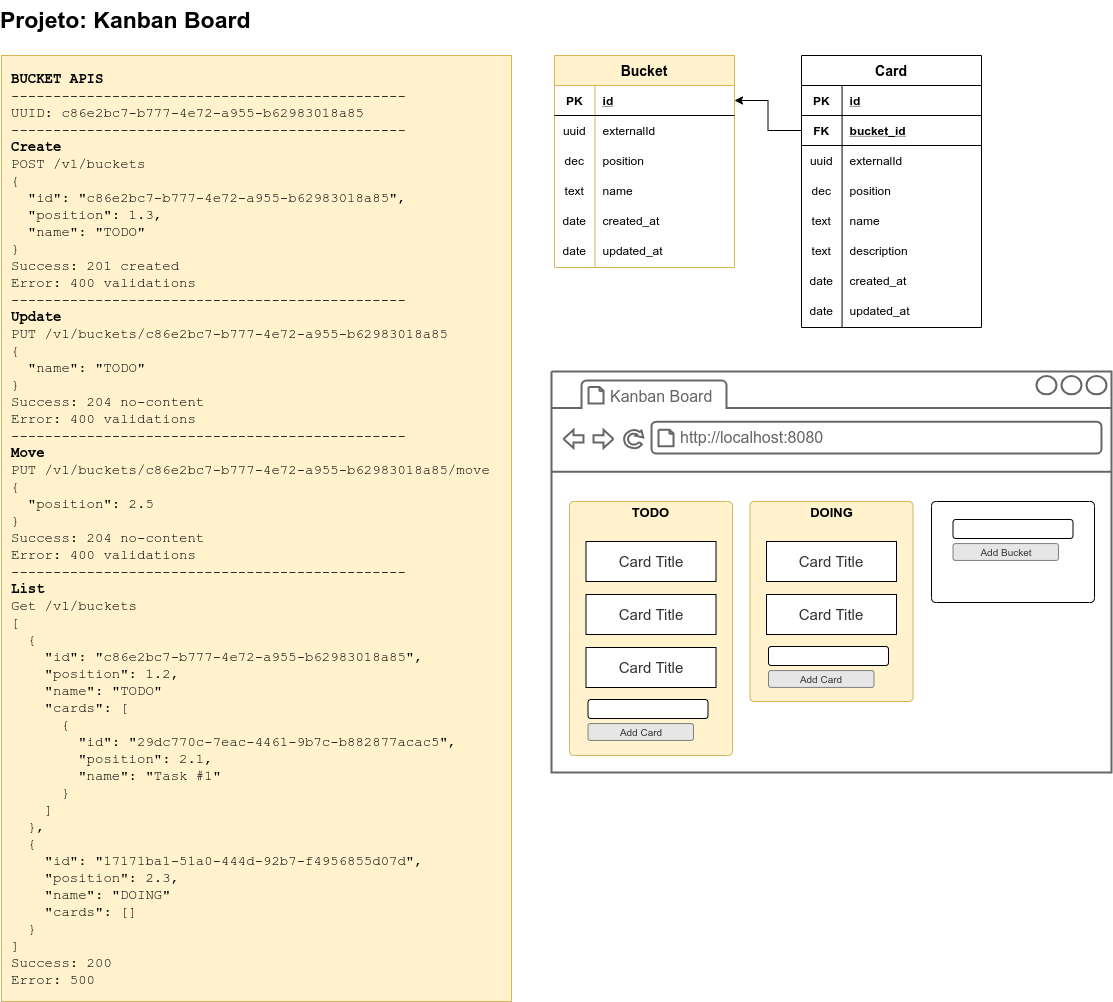 Projeto: Kanban Board
BUCKET APIS
-----------------------------------------------
UUID: c86e2bc7-b777-4e72-a955-b62983018a85
-----------------------------------------------
Create
POST /v1/buckets
{
  "id": "c86e2bc7-b777-4e72-a955-b62983018a85",
  "position": 1.3,
  "name": "TODO"
}
Success: 201 created
Error: 400 validations
-----------------------------------------------
Update
PUT /v1/buckets/c86e2bc7-b777-4e72-a955-b62983018a85
{
  "name": "TODO"
}
Success: 204 no-content
Error: 400 validations
-----------------------------------------------
Move
PUT /v1/buckets/c86e2bc7-b777-4e72-a955-b62983018a85/move
{
  "position": 2.5
}
Success: 204 no-content
Error: 400 validations
-----------------------------------------------
List
Get /v1/buckets
[
  {
    "id": "c86e2bc7-b777-4e72-a955-b62983018a85",
    "position": 1.2,
    "name": "TODO"
    "cards": [
      {
        "id": "29dc770c-7eac-4461-9b7c-b882877acac5",
        "position": 2.1,
        "name": "Task #1"
      }
    ]
  },
  {
    "id": "17171ba1-51a0-444d-92b7-f4956855d07d",
    "position": 2.3,
    "name": "DOING"
    "cards": []
  }
]
Success: 200
Error: 500
Bucket
PK id
uuid externalId
dec position
text name
date created_at
date updated_at
Card
PK id
FK bucket_id
uuid externalId
dec position
text name
text description
date created_at
date updated_at
Kanban Board
http://localhost:8080
TODO
Card Title
Card Title
Card Title
Add Card
DOING
Card Title
Card Title
Add Card
Add Bucket